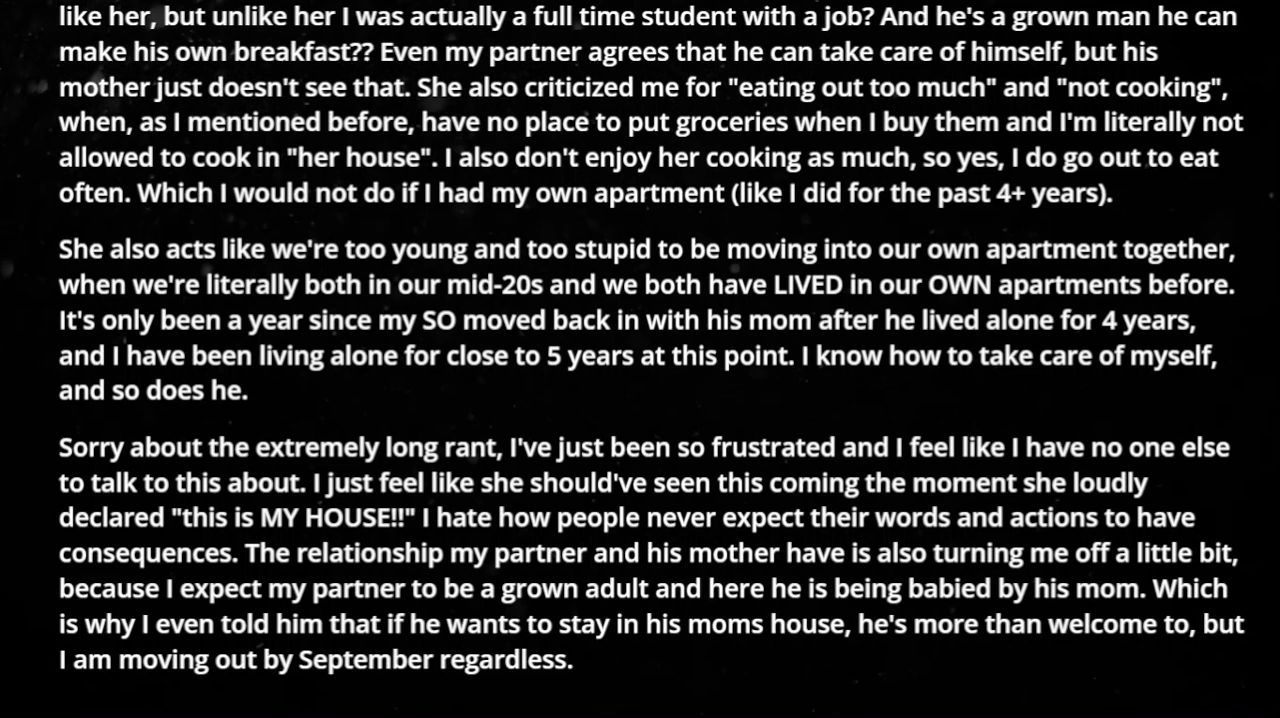 like her, but unlike her I was actually a full time student with a job? And he's a grown man he can
make his own breakfast?? Even my partner agrees that he can take care of himself, but his
mother just doesn't see that. She also criticized me for "eating out too much" and "not cooking",
when, as I mentioned before, have no place to put groceries when I buy them and I'm literally not
allowed to cook in "her house". I also don't enjoy her cooking as much, so yes, I do go out to eat
often. Which I would not do if I had my own apartment (like I did for the past 4+ years).
She also acts like we're too young and too stupid to be moving into our own apartment together,
when we're literally both in our mid-20s and we both have LIVED in our OWN apartments before.
It's only been a year since my SO moved back in with his mom after he lived alone for 4 years,
and I have been living alone for close to 5 years at this point. I know how to take care of myself,
and so does he.
Sorry about the extremely long rant, I've just been so frustrated and I feel like I have no one else
to talk to this about. I just feel like she should've seen this coming the moment she loudly
declared "this is MY HOUSE!!" I hate how people never expect their words and actions to have
consequences. The relationship my partner and his mother have is also turning me off a little bit,
because I expect my partner to be a grown adult and here he is being babied by his mom. Which
is why I even told him that if he wants to stay in his moms house, he's more than welcome to, but
I am moving out by September regardless.